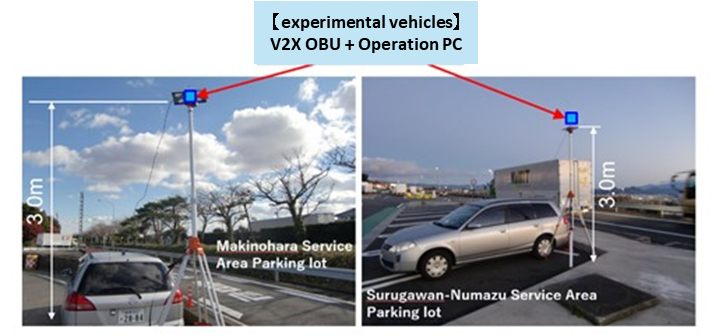 【experimental vehicles】
V2X OBU + Operation PC
3.0m
Makinohara Service
Area Parking lot
3.0m
Surugawan-Numazu Service Area
Parking lot